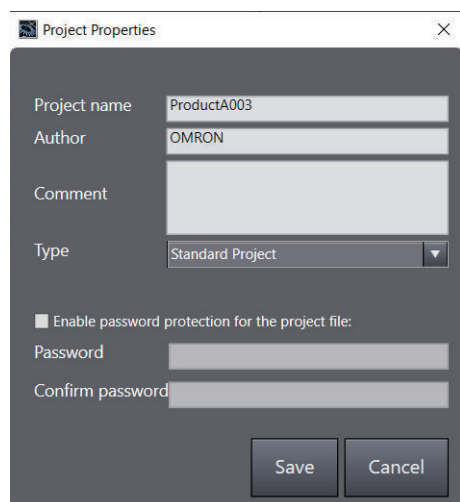 Project Properties
Project name ProductA003
Author OMRON
Comment
Type Standard Project
Enable password protection for the project file:
Password
Confirm password
Save Cancel